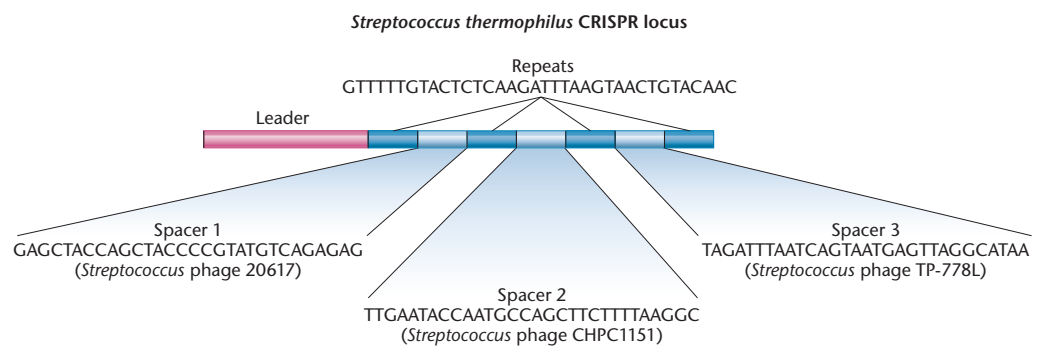 Streptococcus thermophilus CRISPR locus
Repeats
GTTTTTGTACTCTCAAGATTTAAGTAACTGTACAAC
Leader
Spacer 1
GAGCTACCAGCTACCCCGTATGTCAGAGAG
(Streptococcus phage 20617)
Spacer 2
TTGAATACCAATGCCAGCTTCTTTTAAGGC
(Streptococcus phage CHPC1151)
Spacer 3
TAGATTTAATCAGTAATGAGTTAGGCATAA
(Streptococcus phage TP-778L)